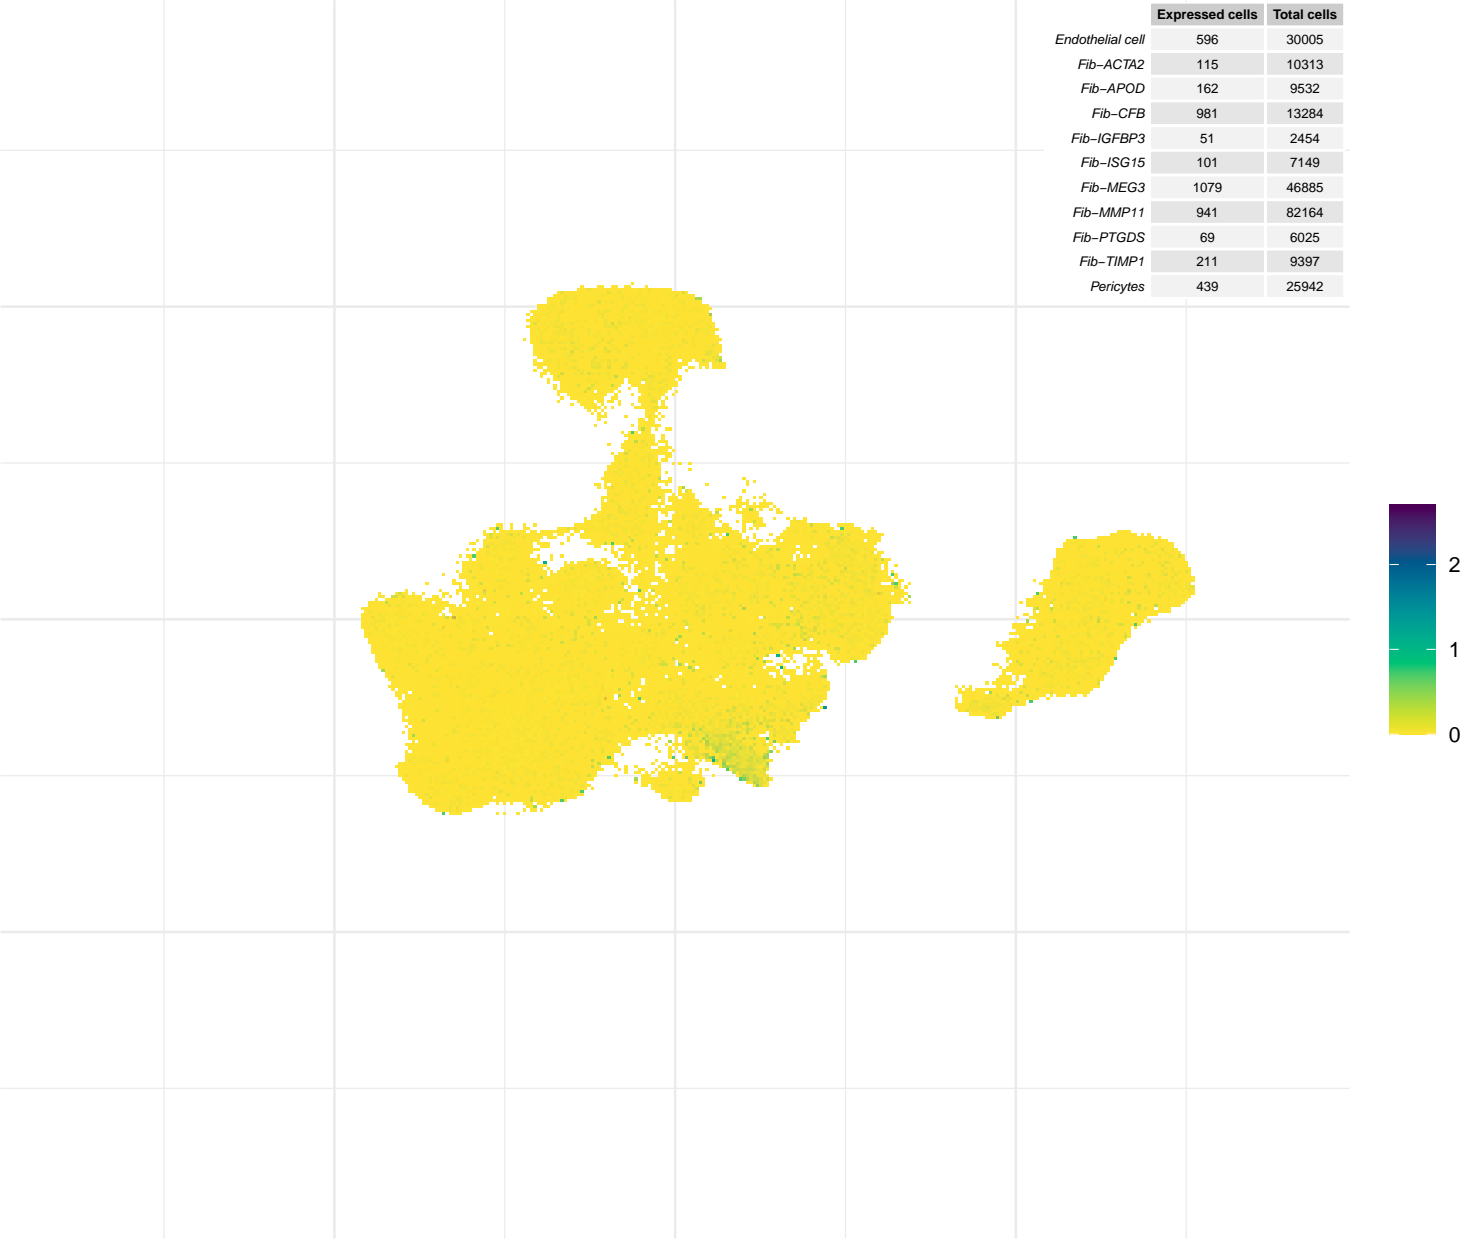 Expressed cells Total cells
Endothelial cell 596 30005
Fib−ACTA2 115 10313
Fib−APOD 162 9532
Fib−CFB 981 13284
Fib−IGFBP3 51 2454
Fib−ISG15 101 7149
Fib−MEG3 1079 46885
Fib−MMP11 941 82164
Fib−PTGDS 69 6025
Fib−TIMP1 211 9397
Pericytes 439 25942
2
1
0